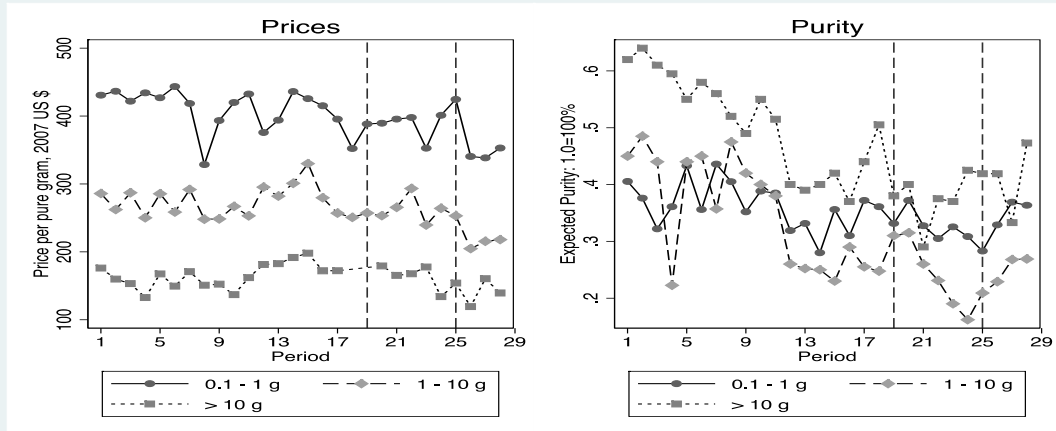 Prices
500
400
300
200
100
Price per pure gram, 2007 US $
1 5 9 13 17 21 25 29
Period
0.1 - 1 g
1 - 10 g
> 10 g
Purity
.6
.5
.4
.3
.2
Expected Purity: 1.0=100%
1 5 9 13 17 21 25 29
Period
0.1 - 1 g
1 - 10 g
> 10 g